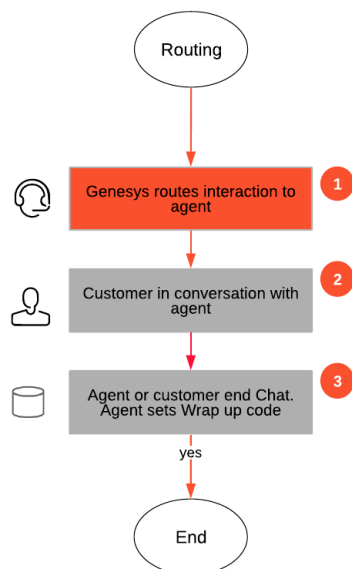 Routing
Genesys routes interaction to
agent
1
Customer in conversation with
agent
2
Agent or customer end Chat.
Agent sets Wrap up code
3
yes
End